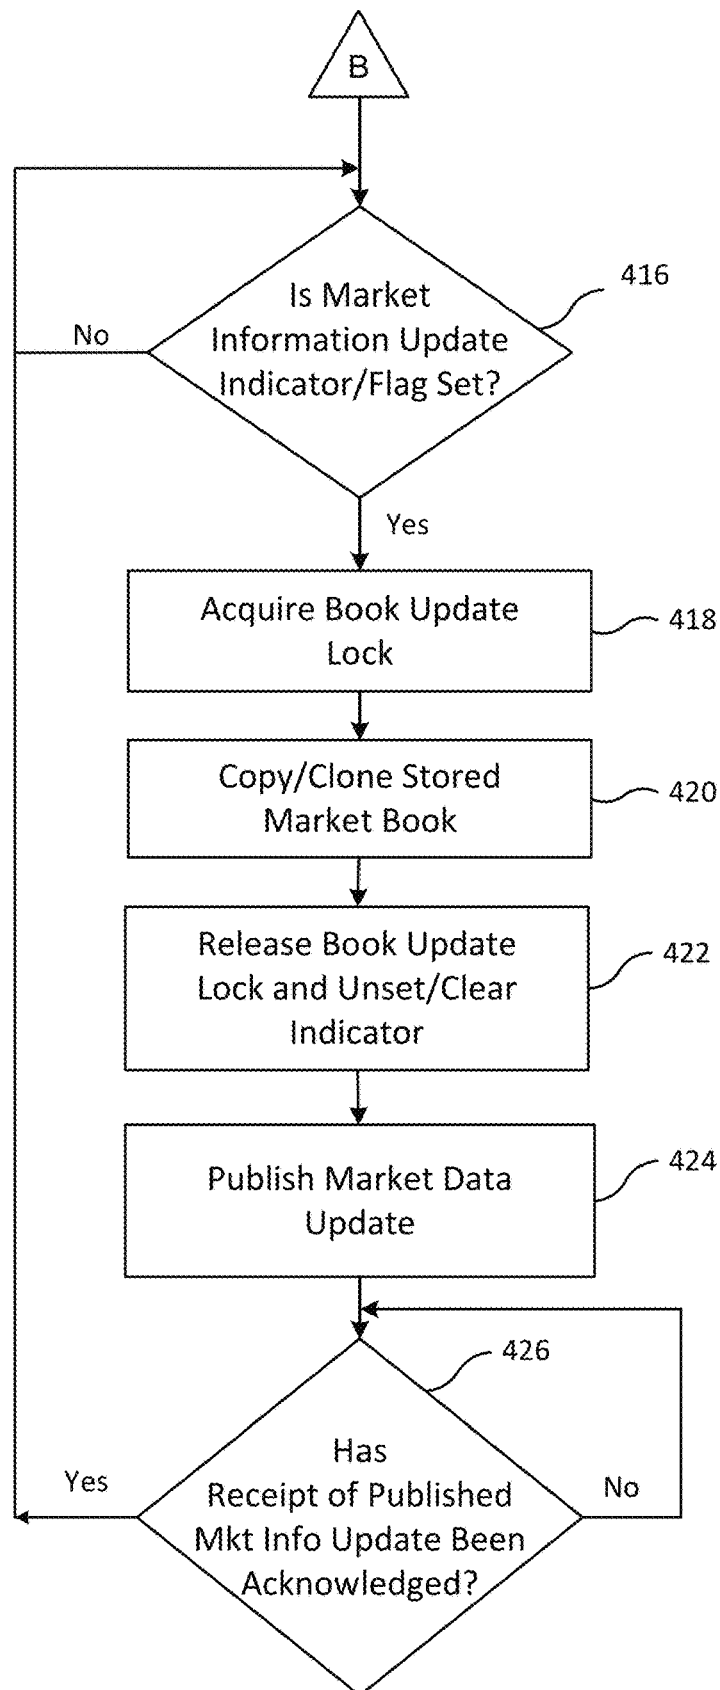 B
Is Market
Information Update
Indicator/Flag Set?
416
No
Yes
Acquire Book Update
Lock
418
Copy/Clone Stored
Market Book
420
Release Book Update
Lock and Unset/Clear
Indicator
422
Publish Market Data
Update
424
426
Has
Receipt of Published
Mkt Info Update Been
Acknowledged?
Yes
No